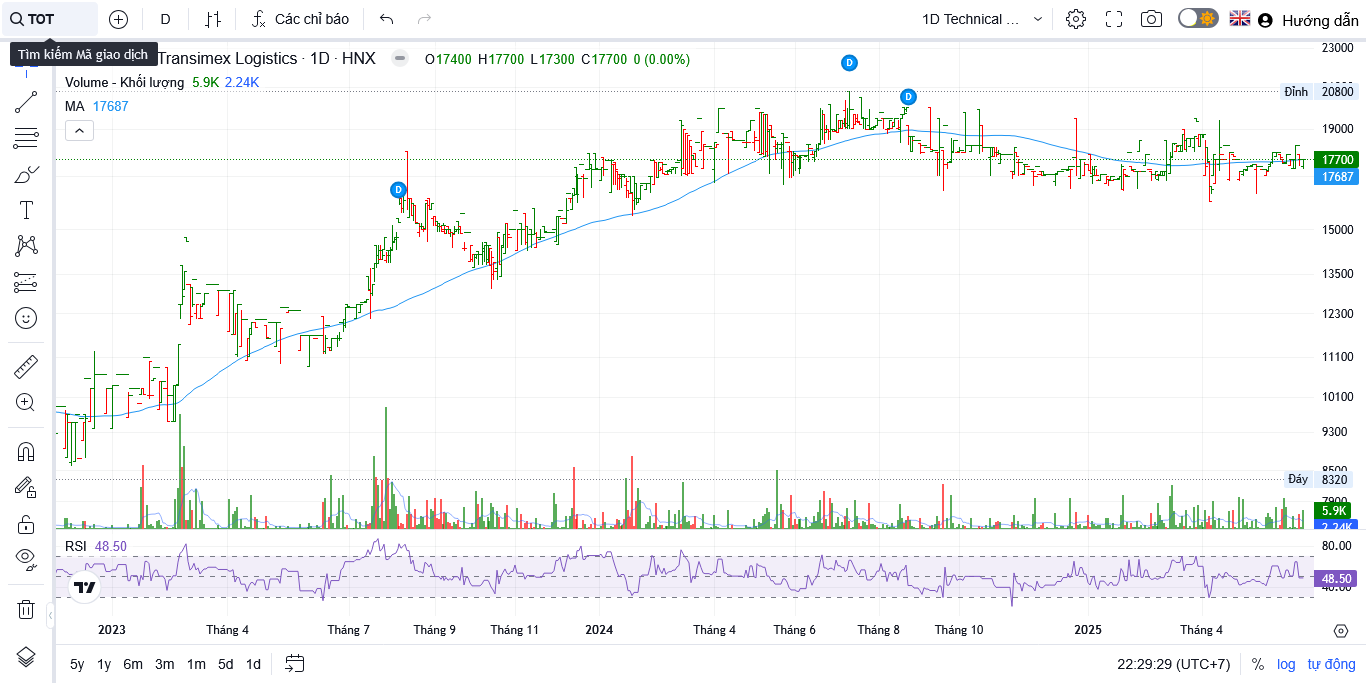 TOT
D
Các chỉ báo
1D Technical ...
Hướng dẫn
Tìm kiếm Mã giao dịch
Transimex Logistics · 1D · HNX
O17400 H17700 L17300 C17700 0 (0.00%)
Volume - Khối lượng 5.9K 2.24K
MA 17687
D
D
D
23000
Đỉnh 20800
19000
17700
17687
15000
13500
12300
11100
10100
9300
8500
Đáy 8320
7900
5.9K
2.24K
RSI 48.50
80.00
48.50
40.00
2023
Tháng 4
Tháng 7
Tháng 9
Tháng 11
2024
Tháng 4
Tháng 6
Tháng 8
Tháng 10
2025
Tháng 4
5y 1y 6m 3m 1m 5d 1d
22:29:29 (UTC+7)
% log tự động